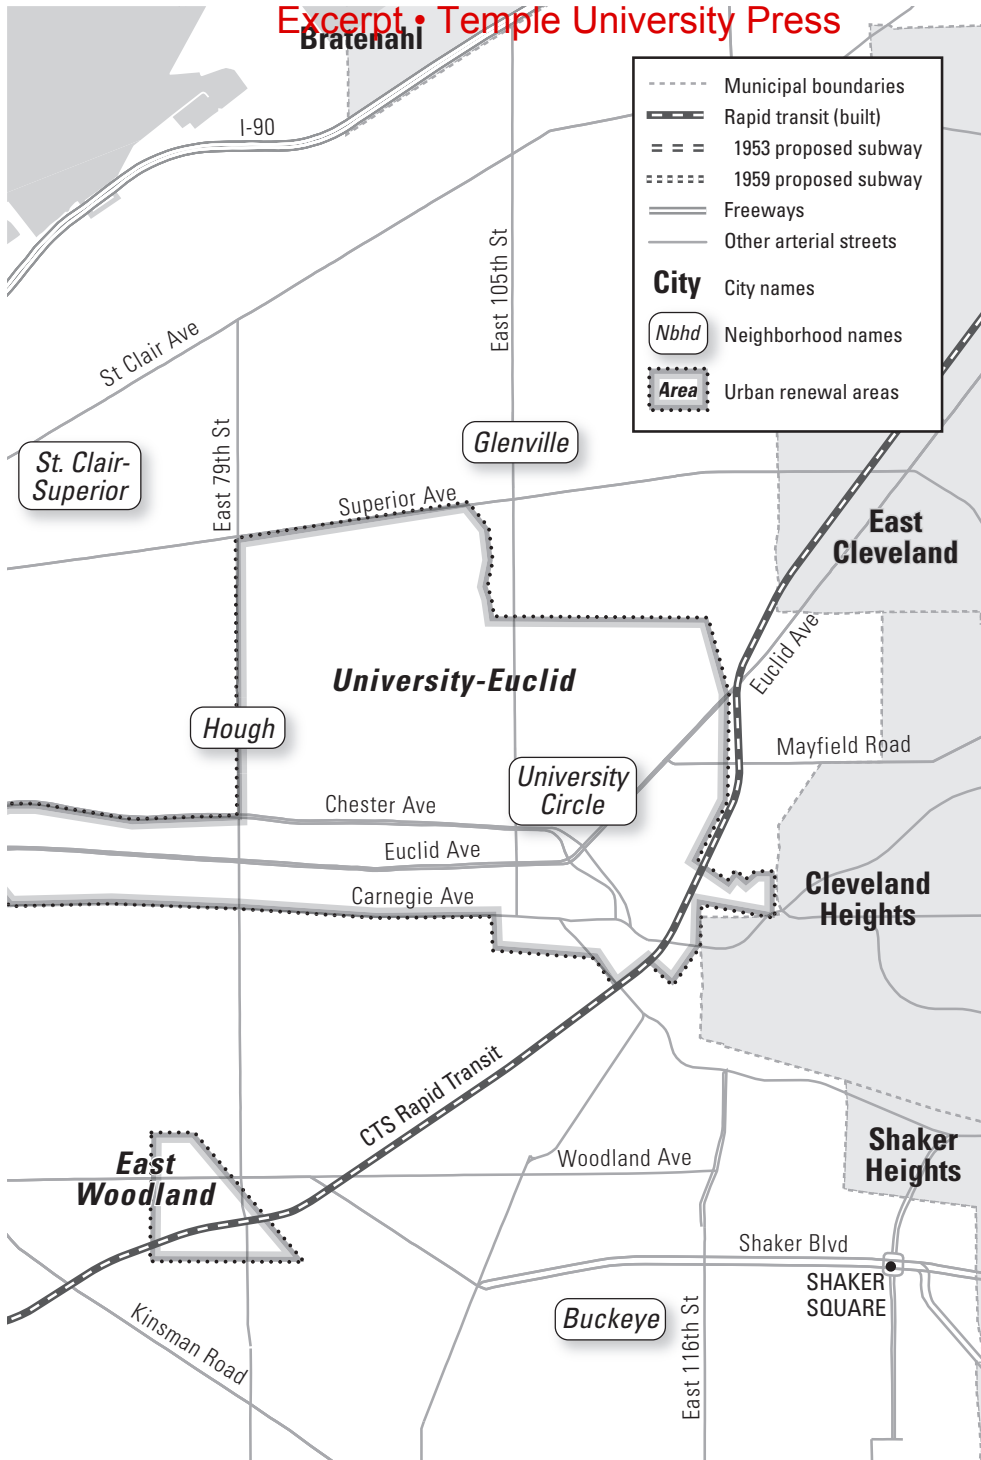 Excerpt • Temple University Press
Bratenahl
I-90
Municipal boundaries
Rapid transit (built)
1953 proposed subway
1959 proposed subway
Freeways
Other arterial streets
City City names
Nbhd Neighborhood names
Area Urban renewal areas
East 105th St
St Clair Ave
East 79th St
St. Clair-
Superior
Glenville
Superior Ave
East
Cleveland
Euclid Ave
University-Euclid
Hough
Mayfield Road
University
Circle
Chester Ave
Euclid Ave
Carnegie Ave
Cleveland
Heights
CTS Rapid Transit
East
Woodland
Woodland Ave
Shaker
Heights
Shaker Blvd
SHAKER
SQUARE
Buckeye
East 116th St
Kinsman Road